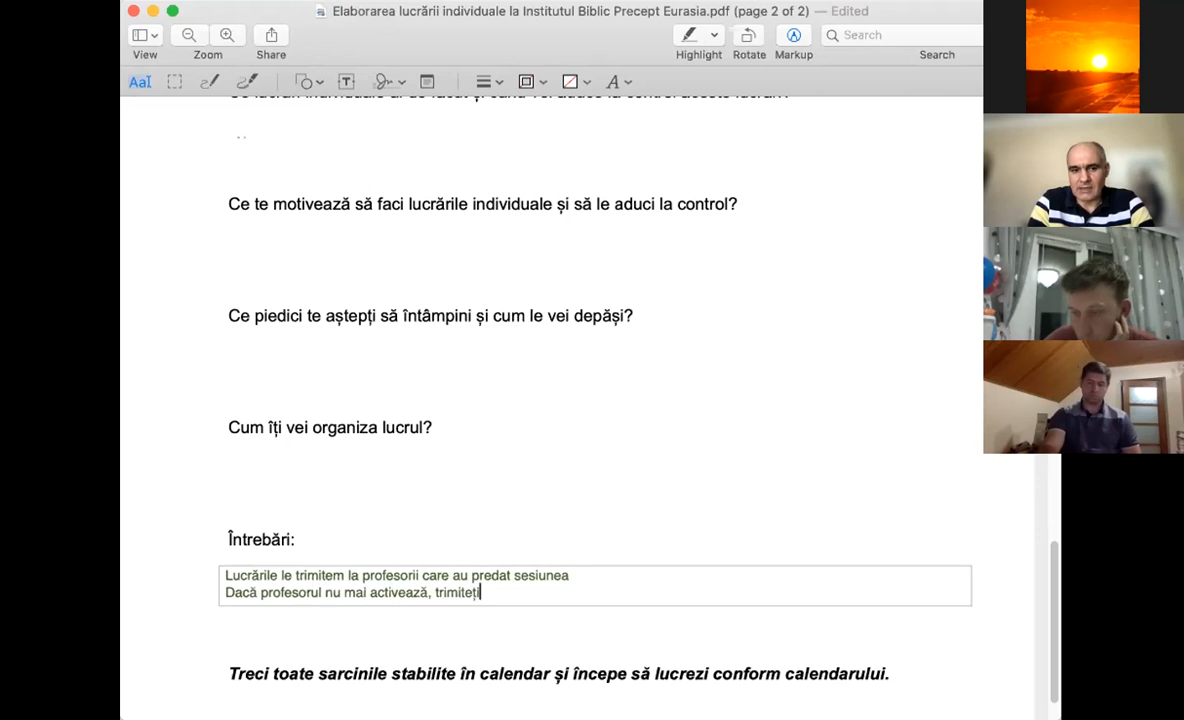 Elaborarea lucrării individuale la Institutul Biblic Precept Eurasia.pdf (page 2 of 2) — Edited
View
Zoom
Share
Highlight
Rotate
Markup
Search
Search
AaI
T
A
Ce te motivează să faci lucrările individuale și să le aduci la control?
Ce piedici te aștepți să întâmpini și cum le vei depăși?
Cum îți vei organiza lucrul?
Întrebări:
Lucrările le trimitem la profesorii care au predat sesiunea
Dacă profesorul nu mai activează, trimiteți
Treci toate sarcinile stabilite în calendar și începe să lucrezi conform calendarului.